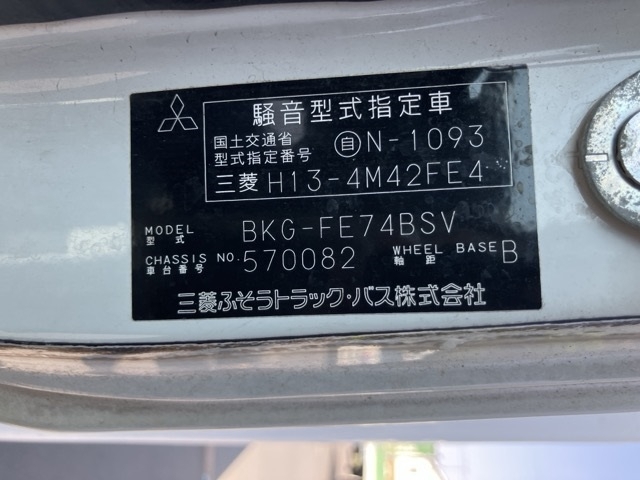 騒音型式指定車
国土交通省
型式指定番号 自N-1093
三菱 H13-4M42FE4
MODEL
型式 BKG-FE74BSV
CHASSIS NO. 570082 WHEEL BASE B
車台番号 軸距
三菱ふそうトラック・バス株式会社